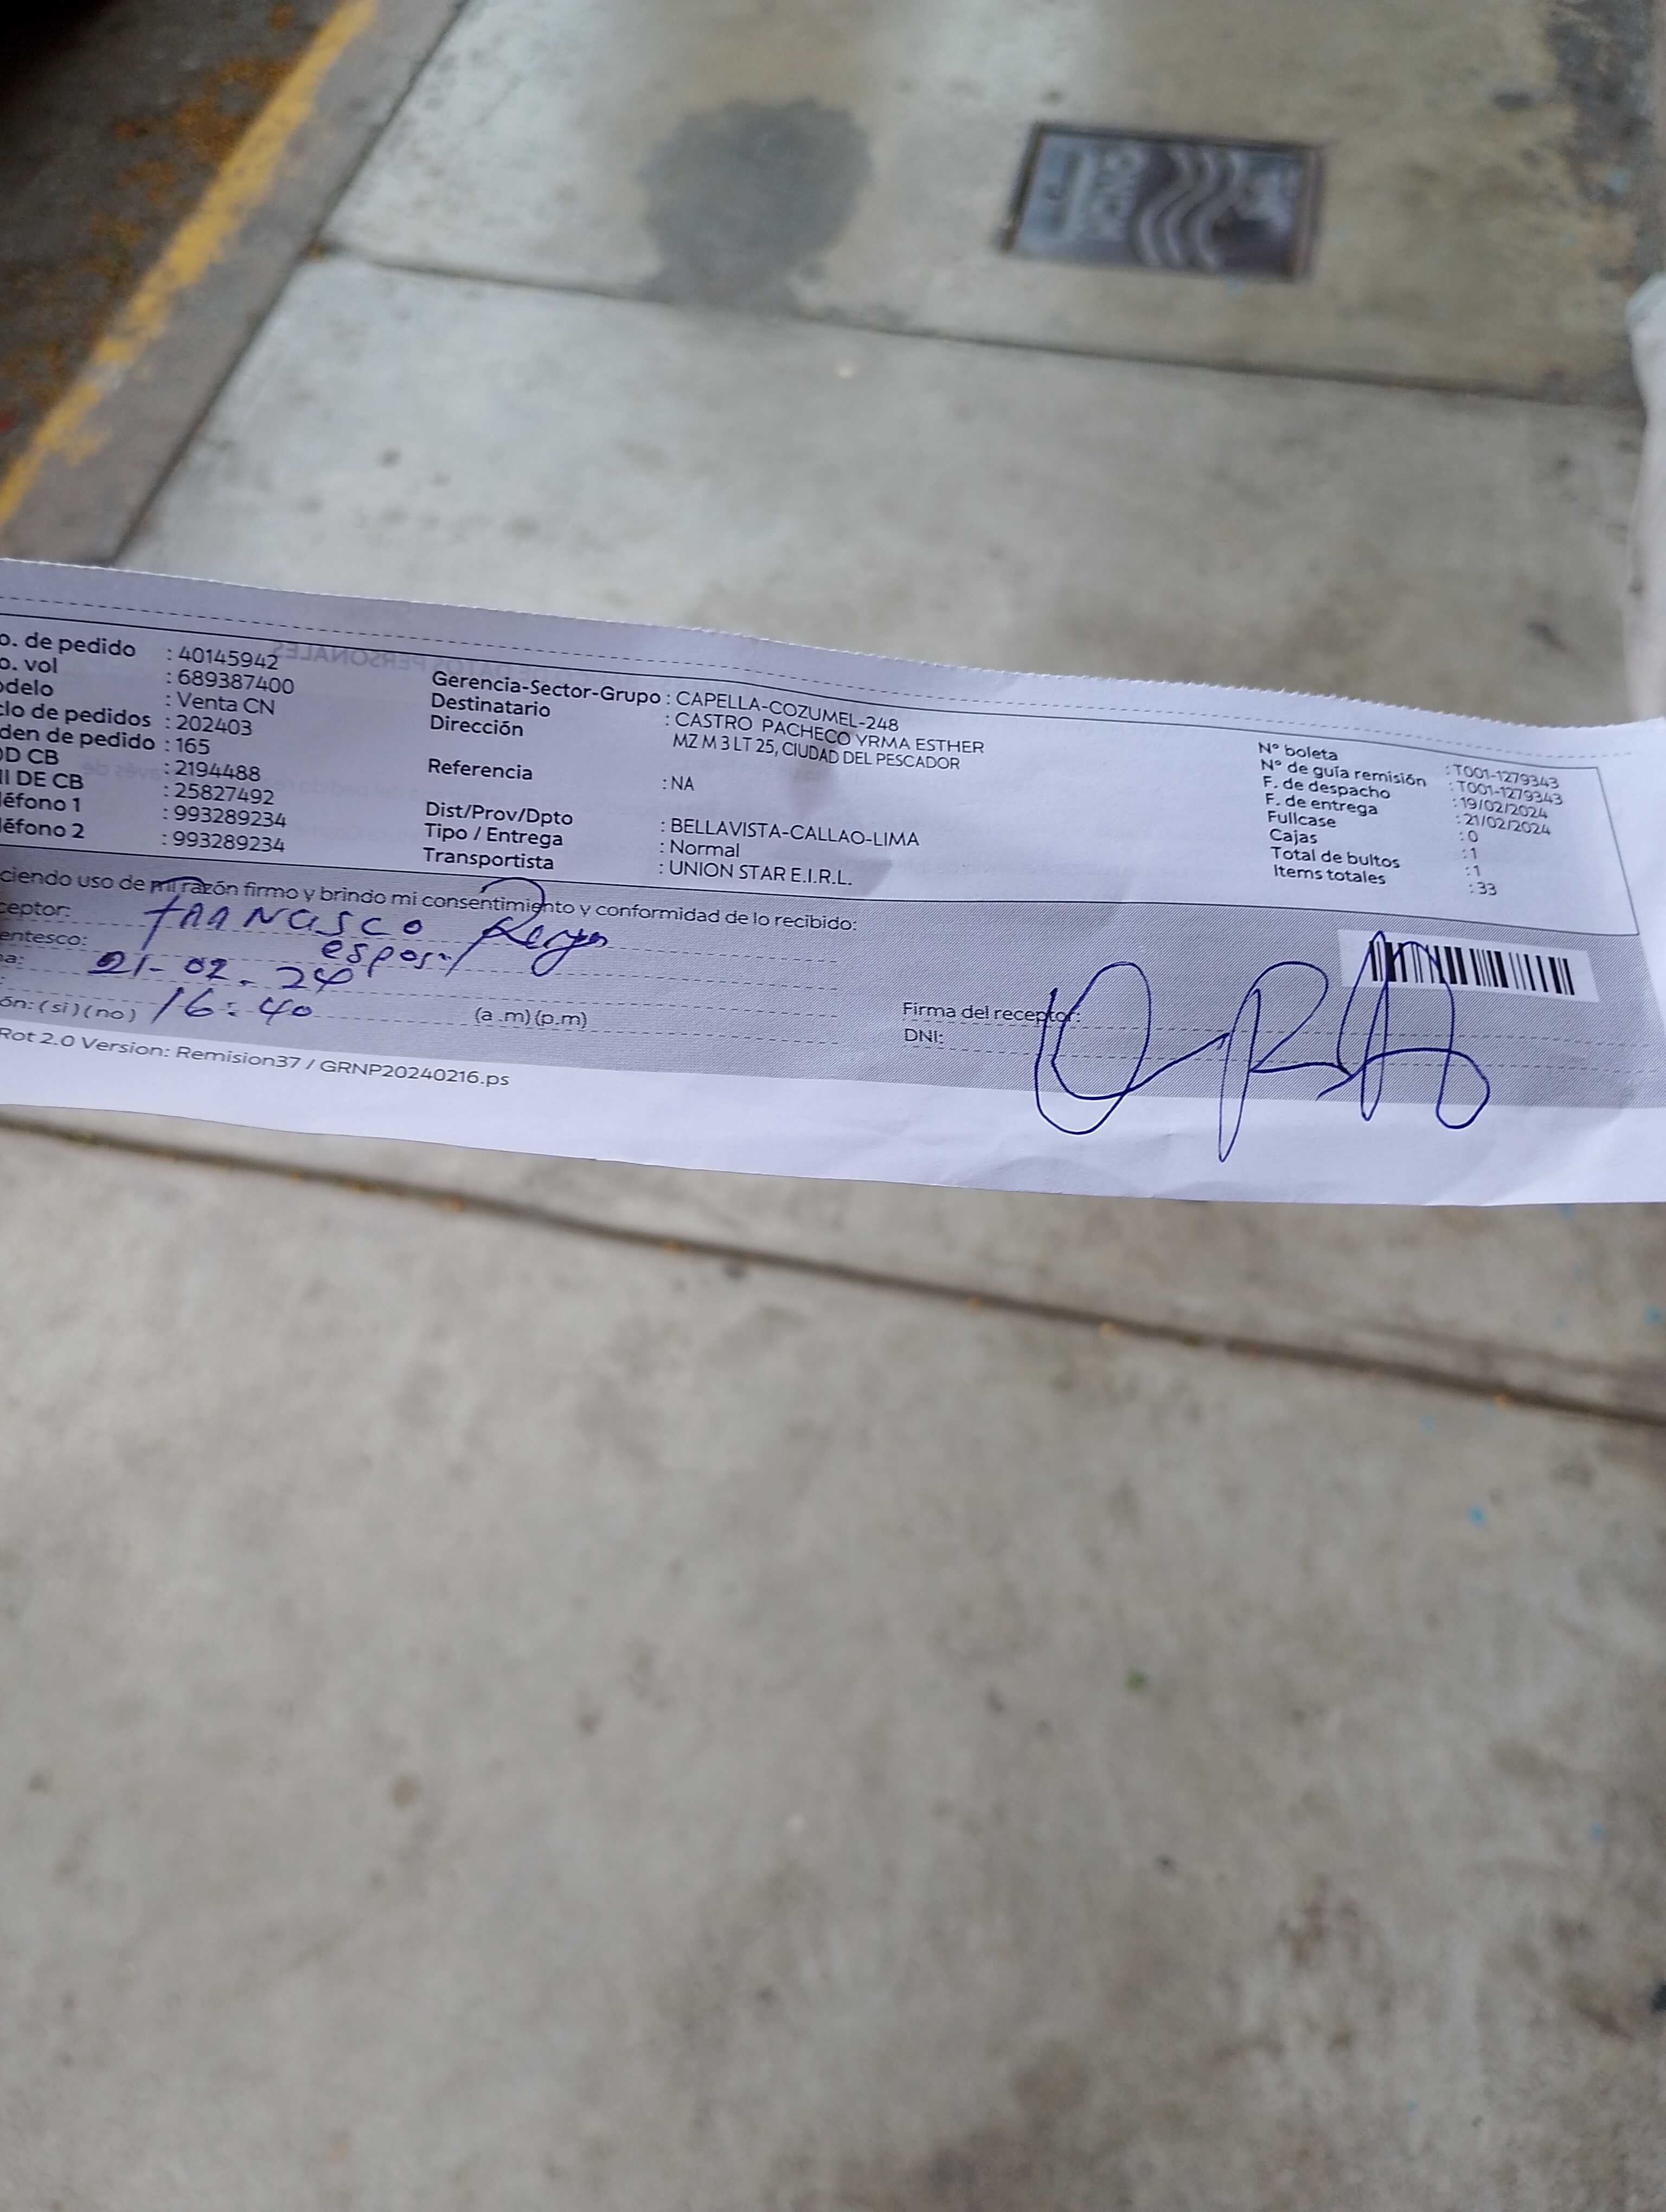 o. de pedido : 40145942
o. vol : 689387400
odelo : Venta CN
clo de pedidos : 202403
den de pedido : 165
OD CB : 2194488
II DE CB : 25827492
léfono 1 : 993289234
léfono 2 : 993289234
Gerencia-Sector-Grupo : CAPELLA-COZUMEL-248
Destinatario : CASTRO PACHECO YRMA ESTHER
Dirección MZ M 3 LT 25, CIUDAD DEL PESCADOR
Referencia : NA
Dist/Prov/Dpto : BELLAVISTA-CALLAO-LIMA
Tipo / Entrega : Normal
Transportista : UNION STAR E.I.R.L.
N° boleta : T001-1279343
N° de guía remisión : T001-1279343
F. de despacho : 19/02/2024
F. de entrega : 21/02/2024
Fullcase : 0
Cajas : 1
Total de bultos : 1
Items totales : 33
ciendo uso de mi razón firmo y brindo mi consentimiento y conformidad de lo recibido:
ceptor: FRANCISCO
entesco: esposo
ha: 21-02-24
: 16:40 (a .m) (p.m)
ón: ( si ) ( no )
Firma del receptor:
DNI:
Rot 2.0 Version: Remision37 / GRNP20240216.ps